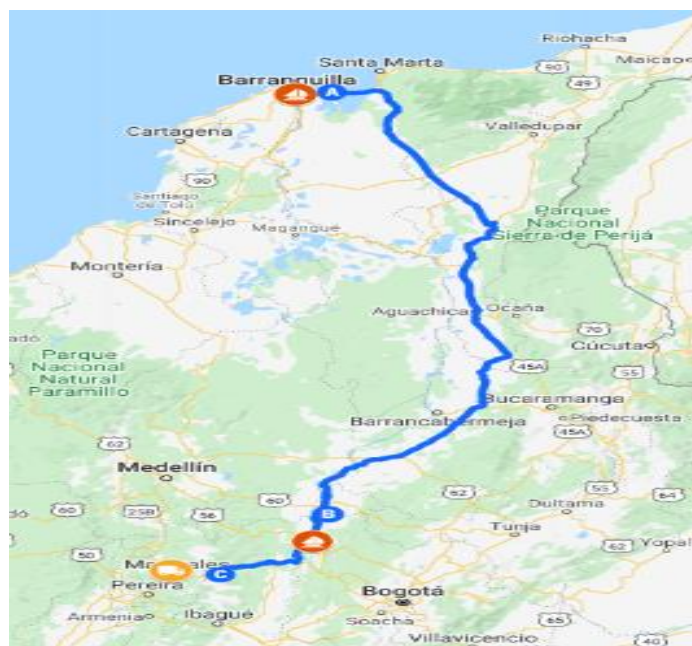 Riohacha
Santa Marta
Maicao
Barranquilla
A
90
49
Cartagena
Valledupar
90
Santiago
de Tolú
Parque
Nacional
Sierra de Perijá
Sincelejo
Magangué
Montería
Aguachica
Ocaña
70
Cúcuta
Parque
Nacional
Natural
Paramillo
45A
55
Bucaramanga
Barrancabermeja
Piedecuesta
45A
62
Medellín
60
62
55
64
60
25B
56
B
Duitama
Tunja
62
Yopal
50
C
Pereira
Bogotá
Armenia
Ibagué
Soacha
65
Villavicencio
40